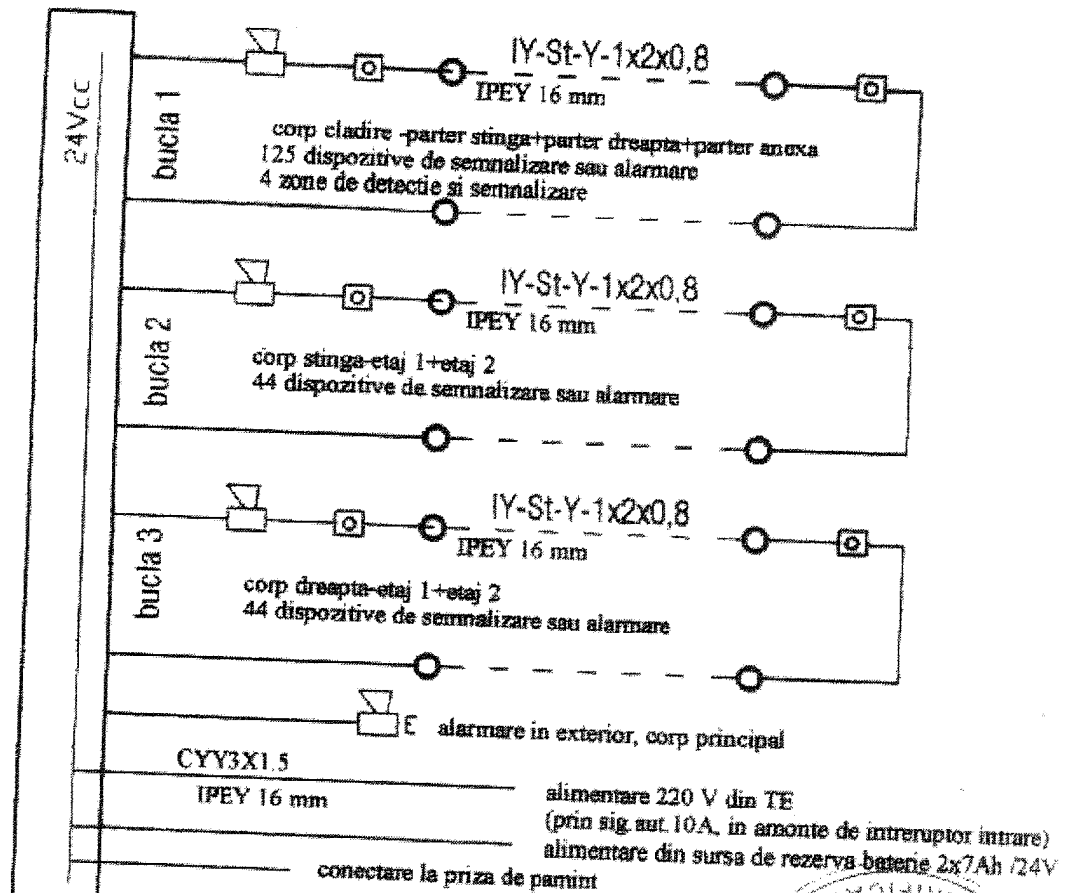 24Vcc
bucla 1
IY-St-Y-1x2x0,8
IPEY 16 mm
corp cladire -parter stinga+parter dreapta+parter anexa
125 dispozitive de semnalizare sau alarmare
4 zone de detectie si semnalizare
bucla 2
IY-St-Y-1x2x0,8
IPEY 16 mm
corp stinga-etaj 1+etaj 2
44 dispozitive de semnalizare sau alarmare
bucla 3
IY-St-Y-1x2x0,8
IPEY 16 mm
corp dreapta-etaj 1+etaj 2
44 dispozitive de semnalizare sau alarmare
E alarmare in exterior, corp principal
CYY3X1.5
IPEY 16 mm
alimentare 220 V din TE
(prin sig. aut. 10A, in amonte de intreruptor intrare)
alimentare din sursa de rezerva baterie 2x7Ah /24V
conectare la priza de pamint